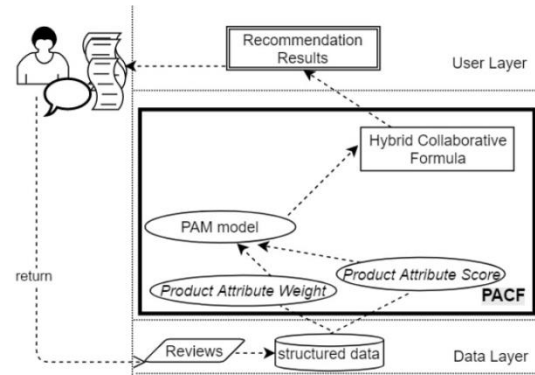 Recommendation
Results
User Layer
Hybrid Collaborative
Formula
PAM model
Product Attribute Score
Product Attribute Weight
PACF
return
Reviews
structured data
Data Layer